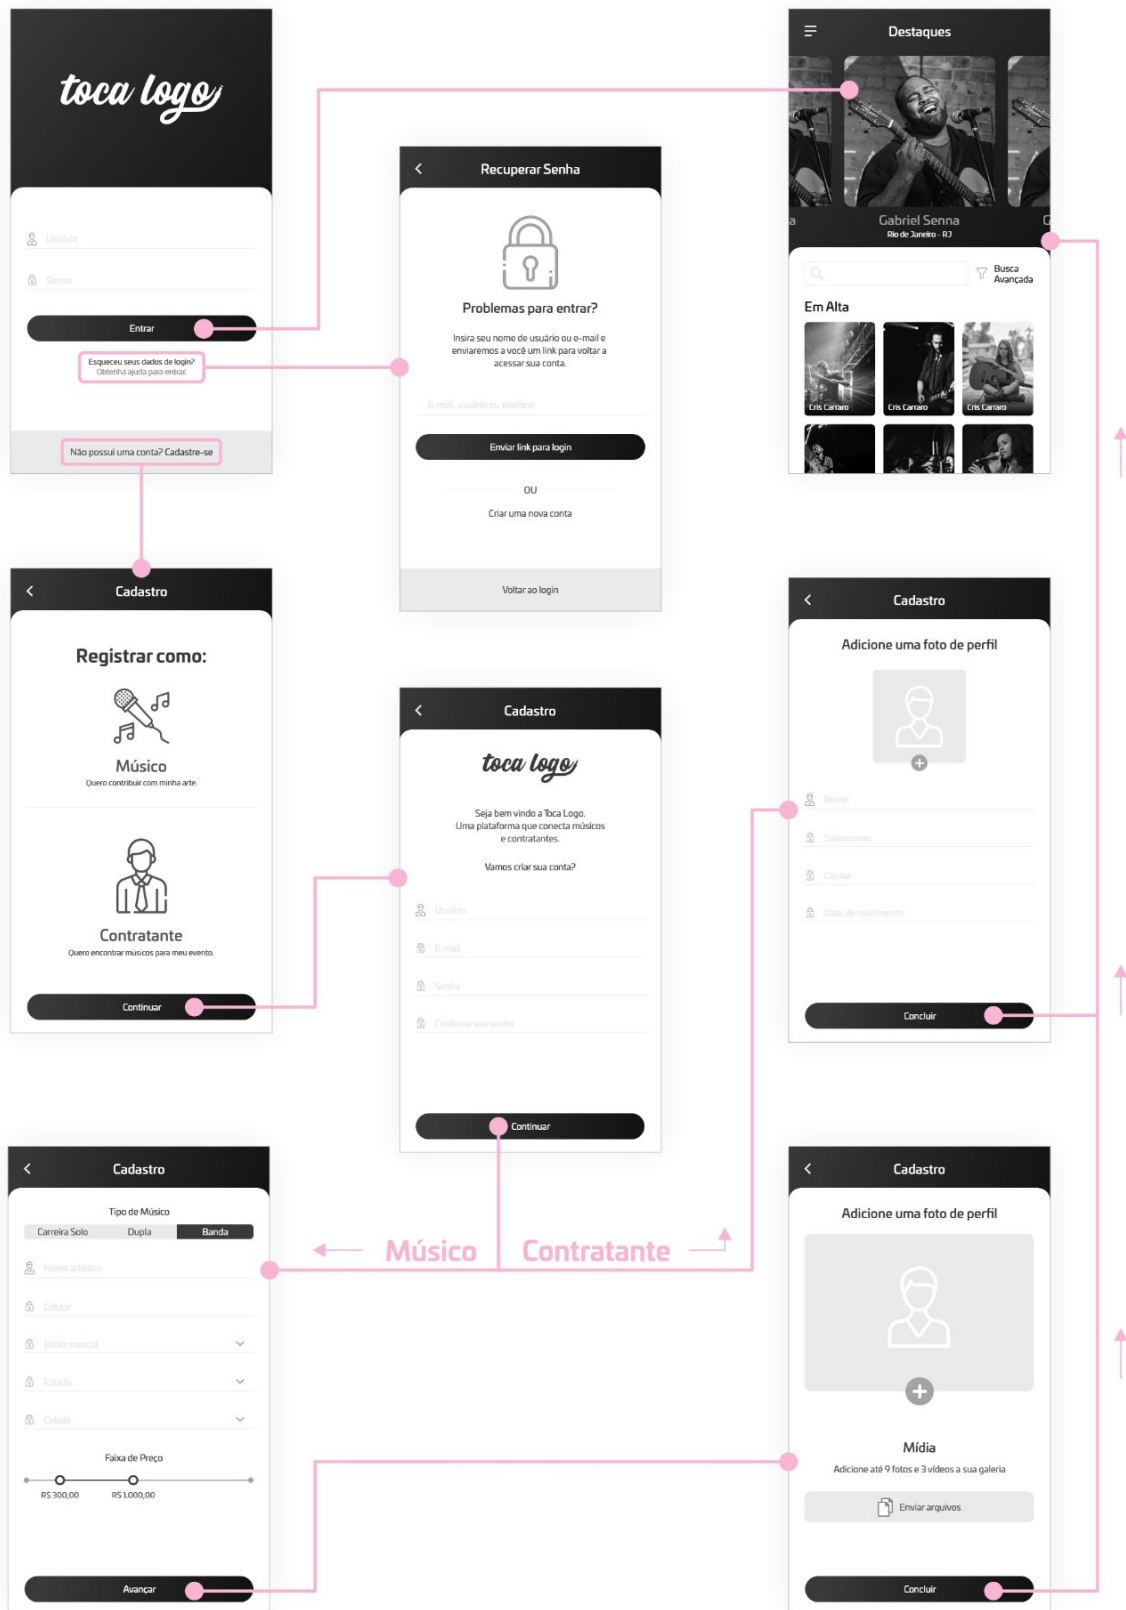 toca logo
Usuário
Senha
Entrar
Esqueceu seus dados de login?
Obtenha ajuda para entrar.
Não possui uma conta? Cadastre-se
Recuperar Senha
Problemas para entrar?
Insira seu nome de usuário ou e-mail e
enviaremos a você um link para voltar a
acessar sua conta.
E-mail, usuário ou telefone
Enviar link para login
OU
Criar uma nova conta
Voltar ao login
Destaques
a
Gabriel Senna
G
Rio de Janeiro - RJ
Busca
Avançada
Em Alta
Cris Carraro
Cris Carraro
Cris Carraro
Cadastro
Registrar como:
Músico
Quero contribuir com minha arte.
Contratante
Quero encontrar músicos para meu evento.
Continuar
Cadastro
toca logo
Seja bem vindo a Toca Logo.
Uma plataforma que conecta músicos
e contratantes.
Vamos criar sua conta?
Usuário
E-mail
Senha
Confirme sua senha
Continuar
Cadastro
Adicione uma foto de perfil
Nome
Sobrenome
Celular
Data de nascimento
Concluir
Músico
Contratante
Cadastro
Tipo de Músico
Carreira Solo Dupla Banda
Nome artístico
Celular
Estilo musical
Estado
Cidade
Faixa de Preço
R$ 300,00 R$ 1.000,00
Avançar
Cadastro
Adicione uma foto de perfil
Mídia
Adicione até 9 fotos e 3 vídeos a sua galeria
Enviar arquivos
Concluir